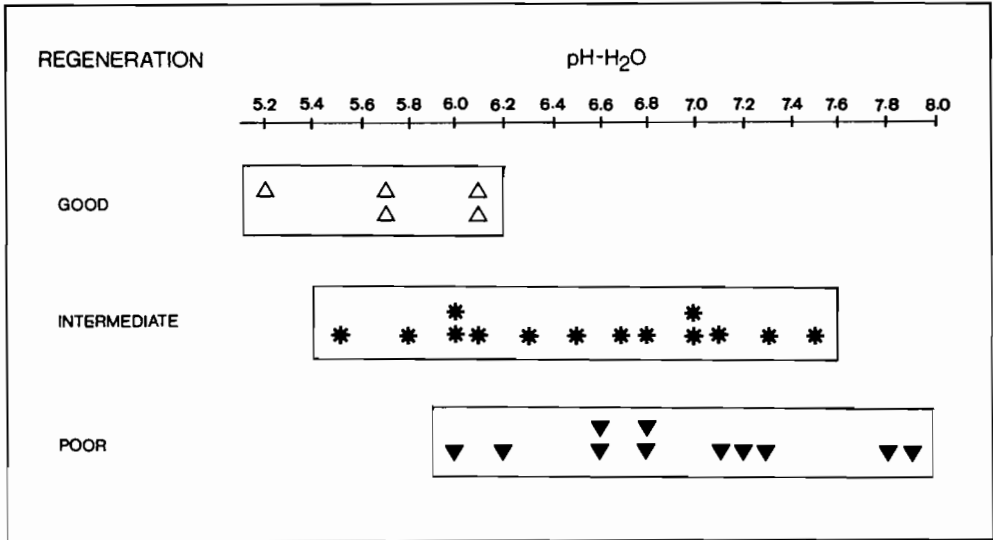 REGENERATION pH-H₂O
5.2 5.4 5.6 5.8 6.0 6.2 6.4 6.6 6.8 7.0 7.2 7.4 7.6 7.8 8.0
GOOD
INTERMEDIATE
POOR